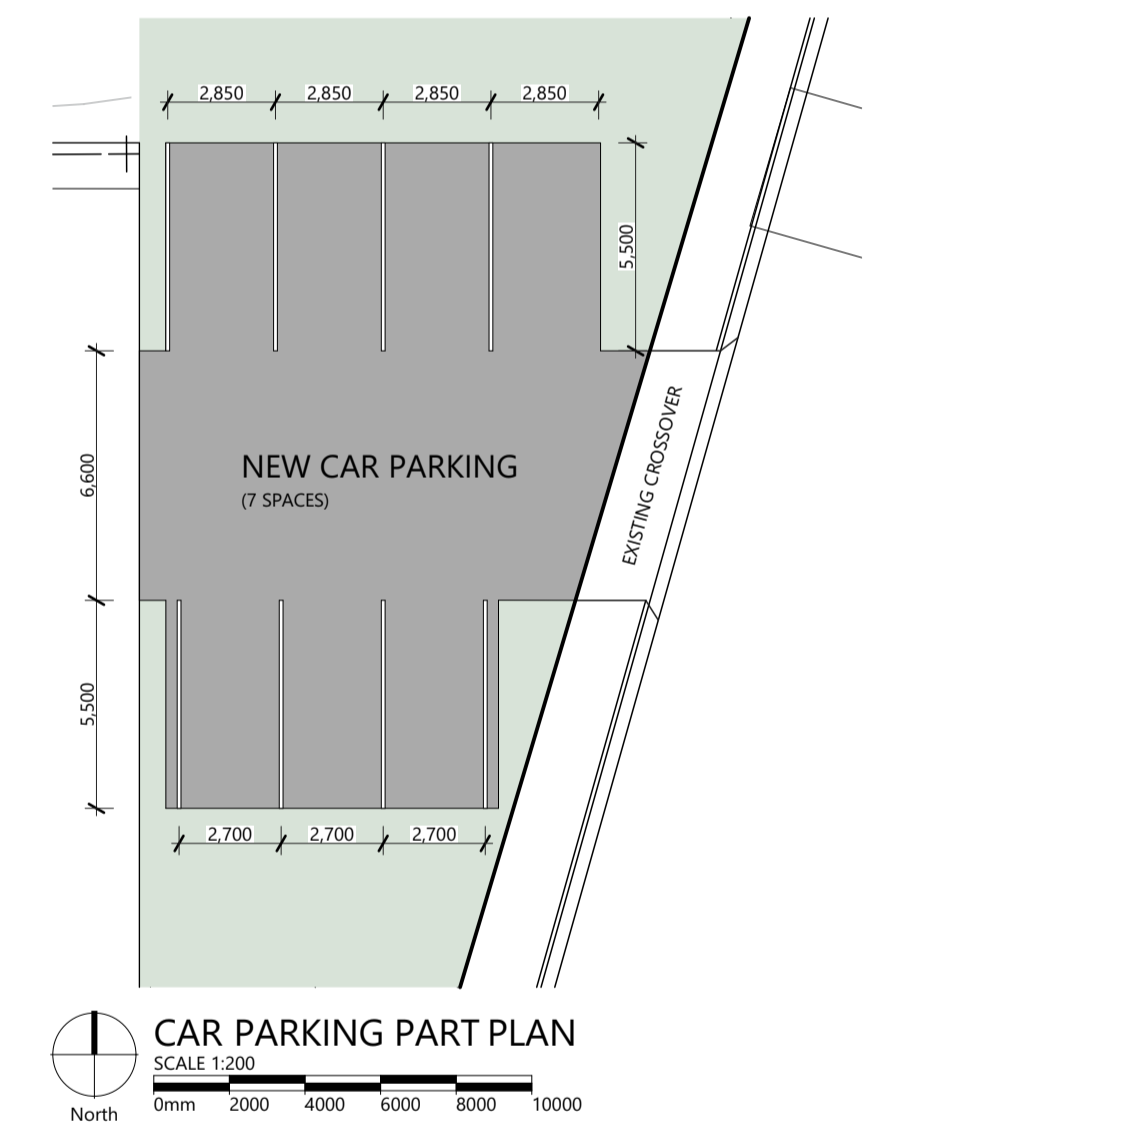 2,850 2,850 2,850 2,850
5,500
EXISTING CROSSOVER
6,600
NEW CAR PARKING
(7 SPACES)
5,500
2,700 2,700 2,700
CAR PARKING PART PLAN
SCALE 1:200
0mm 2000 4000 6000 8000 10000
North